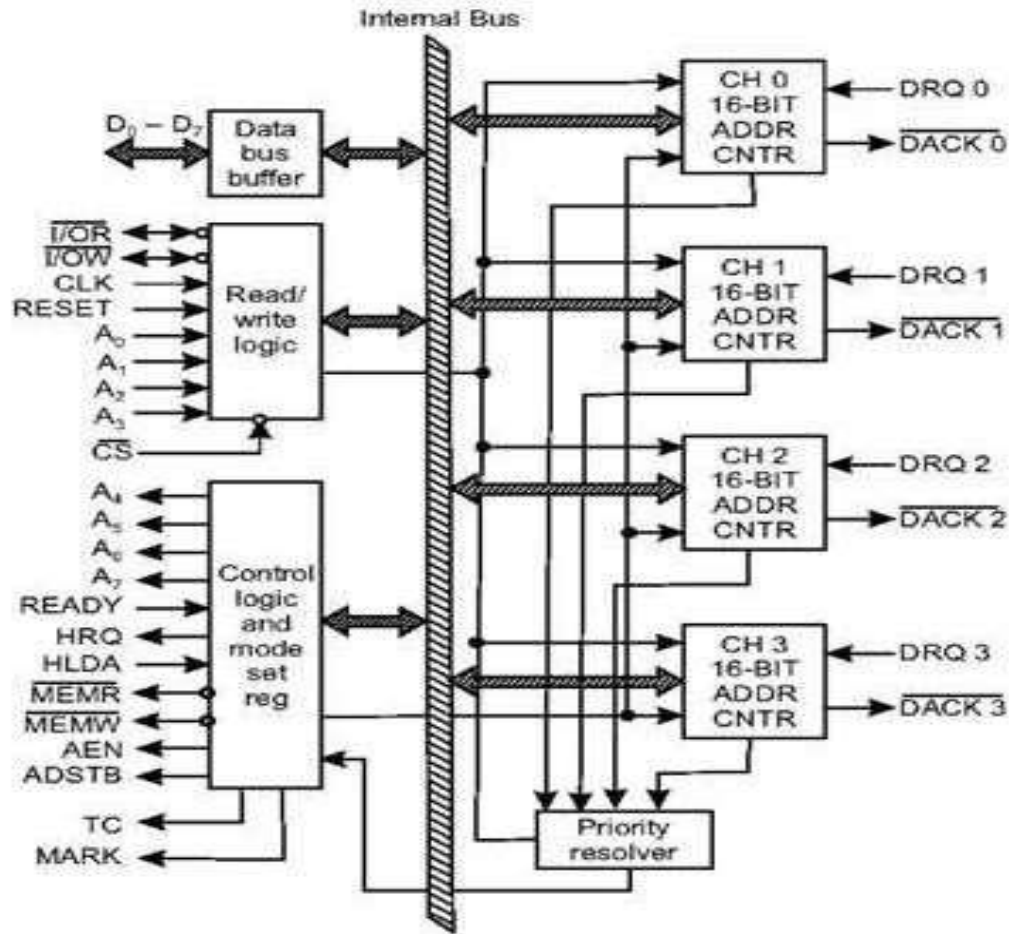 Internal Bus
D₀ – D₇
Data
bus
buffer
I/OR
I/OW
CLK
RESET
A₀
A₁
A₂
A₃
CS
Read/
write
logic
A₄
A₅
A₆
A₇
READY
HRQ
HLDA
MEMR
MEMW
AEN
ADSTB
TC
MARK
Control
logic
and
mode
set
reg
CH 0
16-BIT
ADDR
CNTR
DRQ 0
DACK 0
CH 1
16-BIT
ADDR
CNTR
DRQ 1
DACK 1
CH 2
16-BIT
ADDR
CNTR
DRQ 2
DACK 2
CH 3
16-BIT
ADDR
CNTR
DRQ 3
DACK 3
Priority
resolver